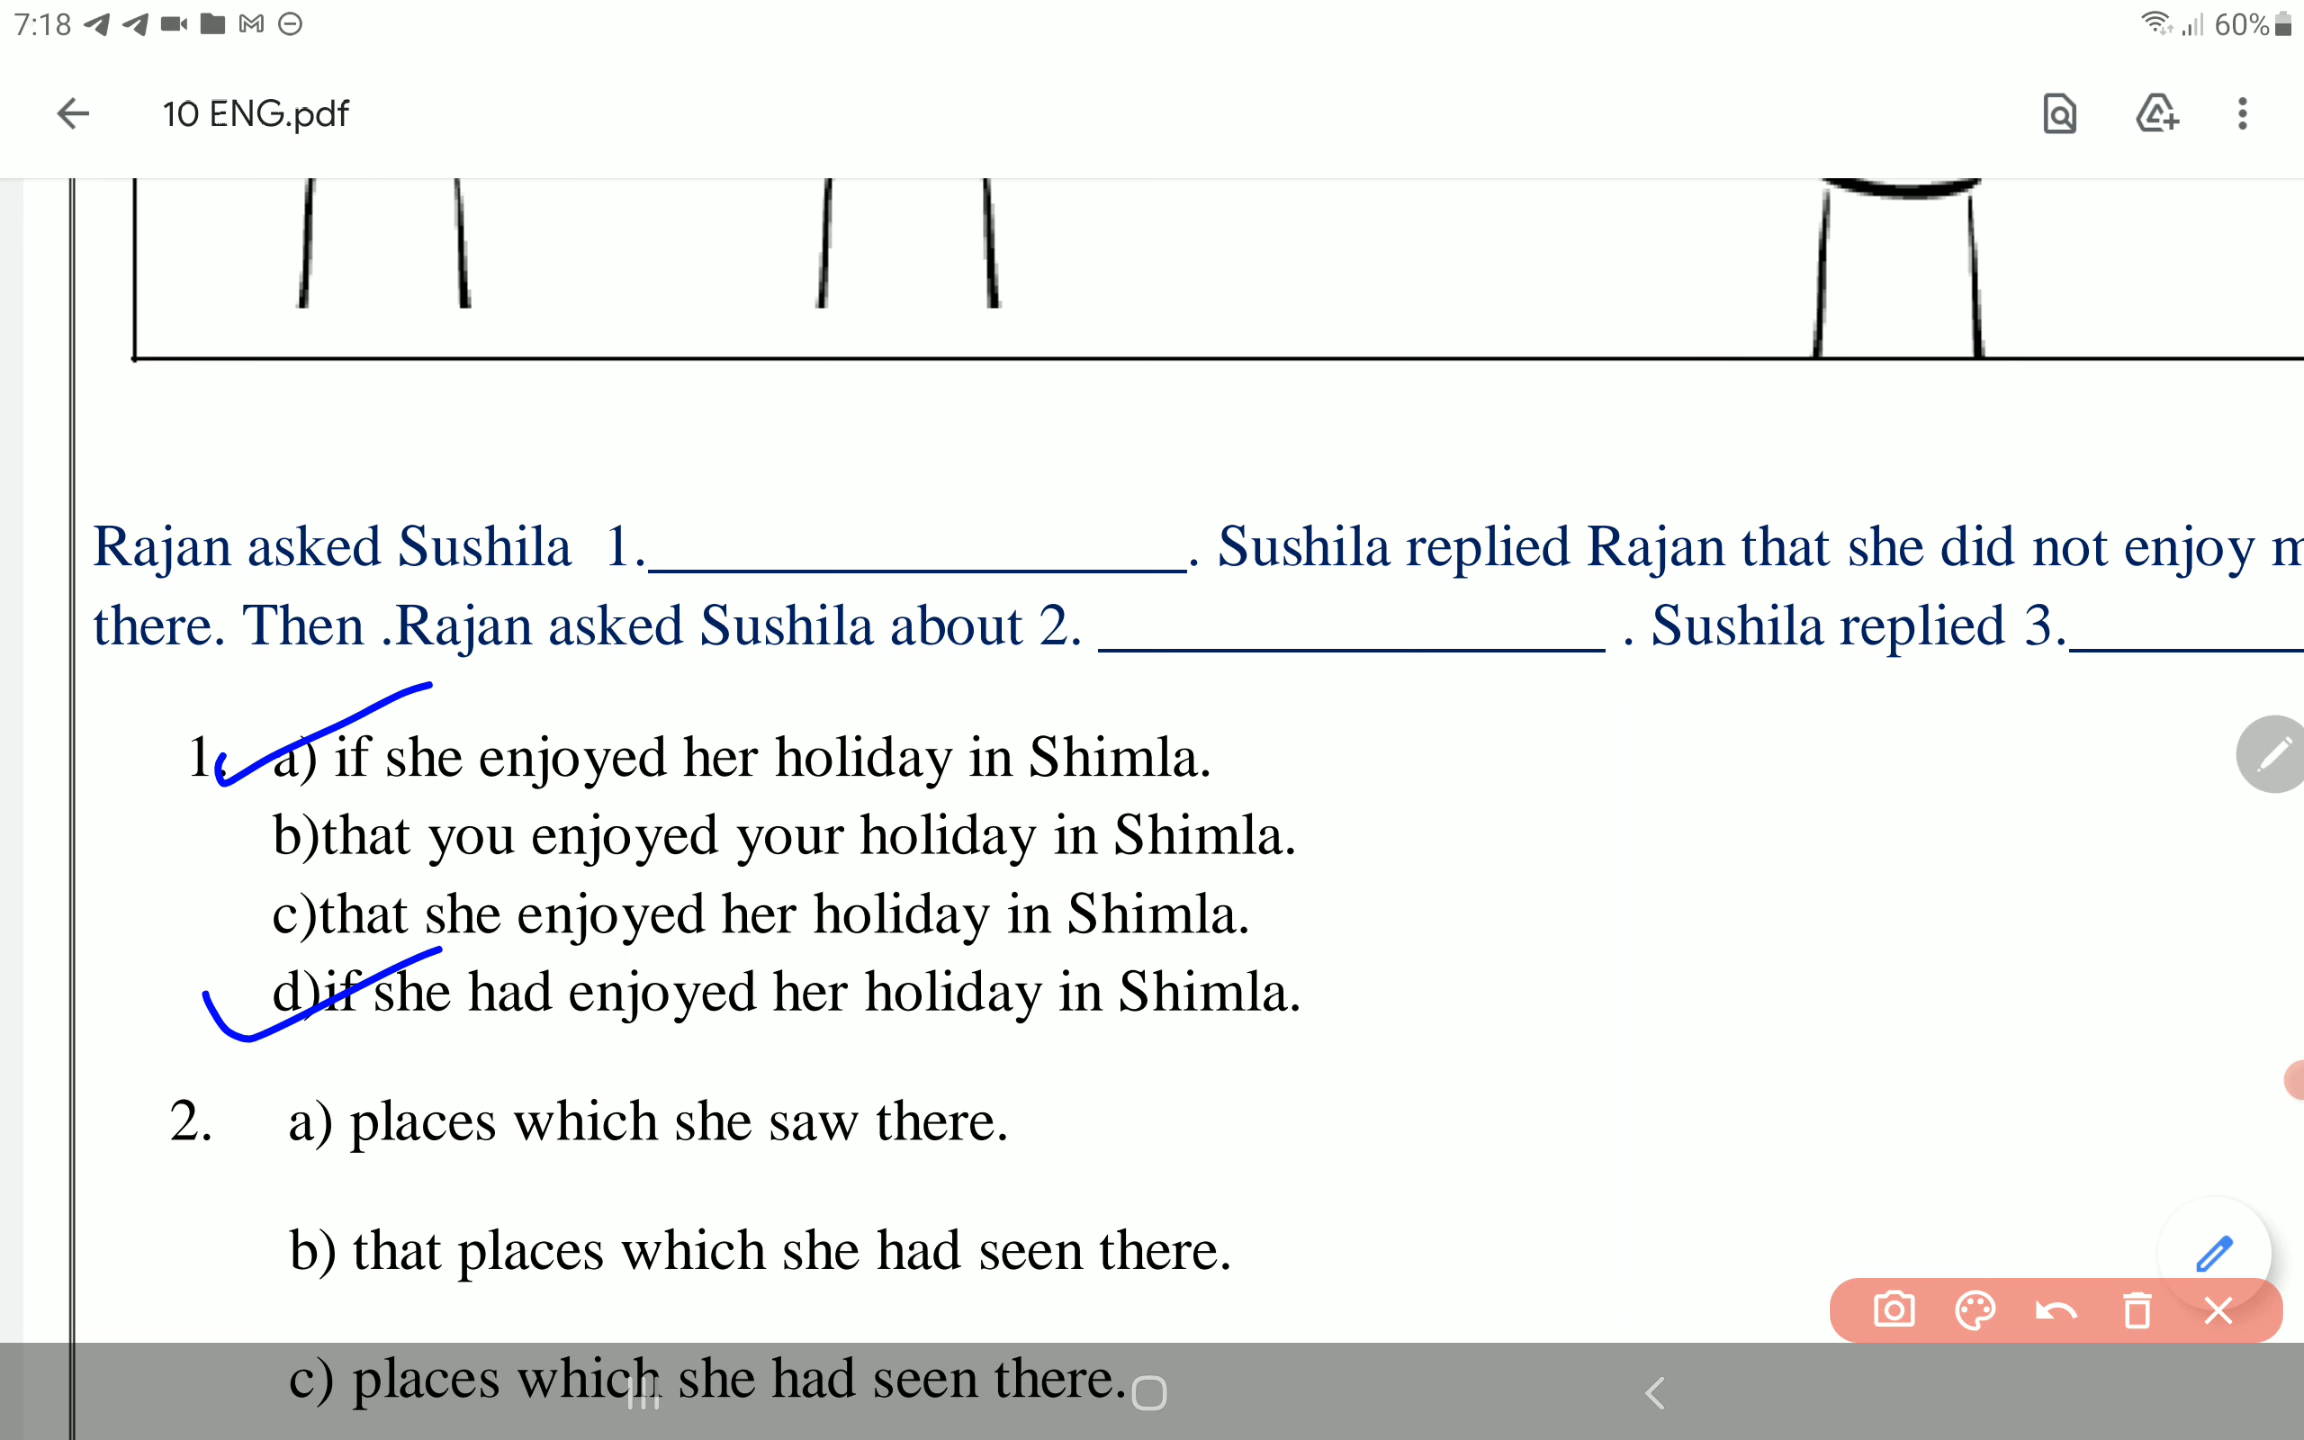 7:18 60%
10 ENG.pdf
Rajan asked Sushila 1.____________________. Sushila replied Rajan that she did not enjoy
there. Then .Rajan asked Sushila about 2. ___________________ . Sushila replied 3.________
1. a) if she enjoyed her holiday in Shimla.
b)that you enjoyed your holiday in Shimla.
c)that she enjoyed her holiday in Shimla.
d)if she had enjoyed her holiday in Shimla.
2. a) places which she saw there.
b) that places which she had seen there.
c) places which she had seen there.